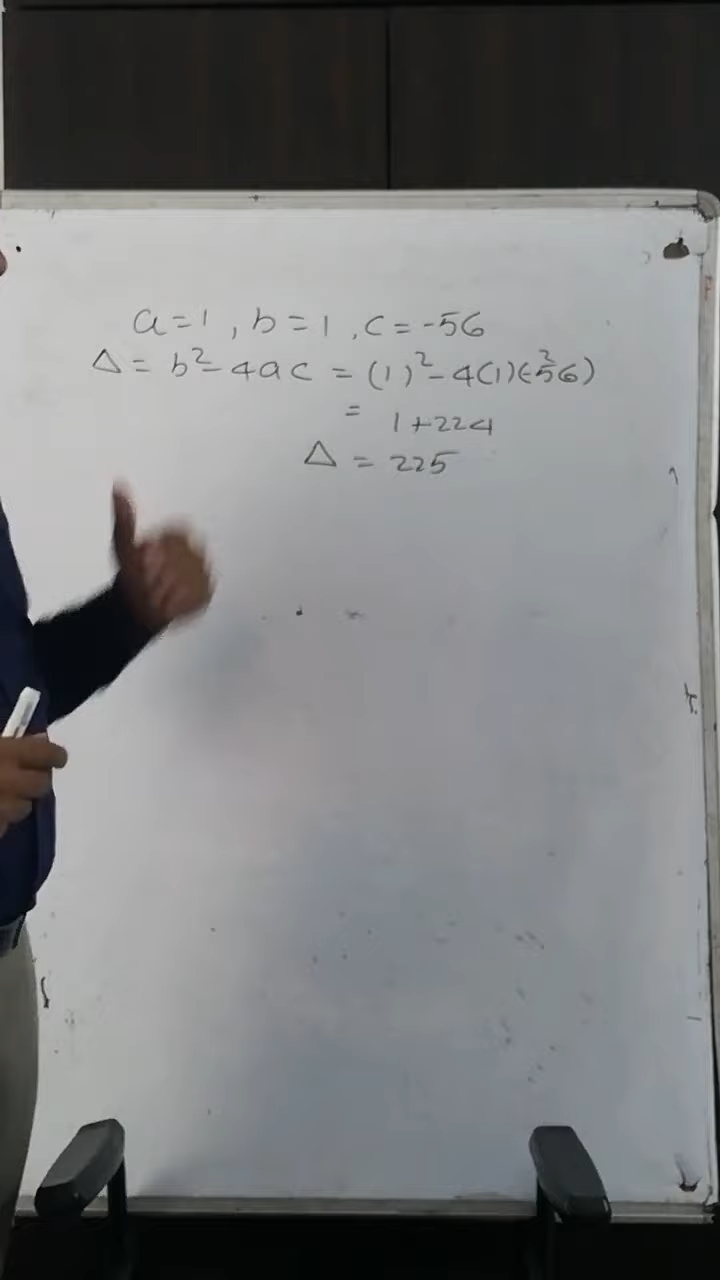 a=1, b=1, c=-56
Δ = b²-4ac = (1)²-4(1)(-56)
= 1+224
Δ = 225